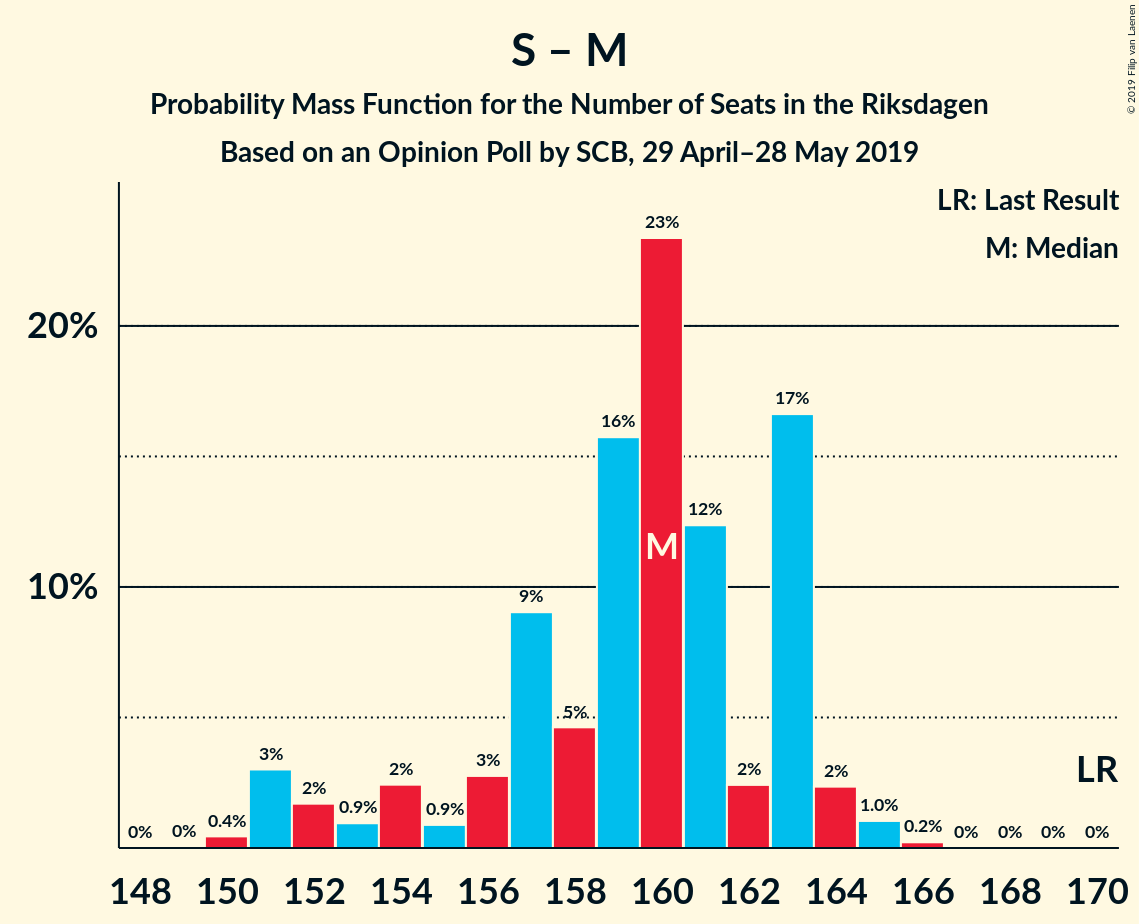 S – M
Probability Mass Function for the Number of Seats in the Riksdagen
Based on an Opinion Poll by SCB, 29 April–28 May 2019
© 2019 Filip van Laenen
LR: Last Result
M: Median
20%
10%
0%
0%
0.4%
3%
2%
0.9%
2%
0.9%
3%
9%
5%
16%
23%
12%
2%
17%
2%
1.0%
0.2%
0%
0%
0%
0%
M
LR
148 150 152 154 156 158 160 162 164 166 168 170